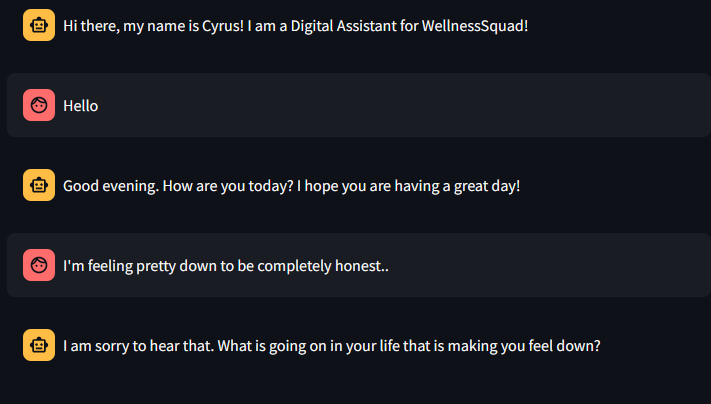 Hi there, my name is Cyrus! I am a Digital Assistant for WellnessSquad!
Hello
Good evening. How are you today? I hope you are having a great day!
I'm feeling pretty down to be completely honest..
I am sorry to hear that. What is going on in your life that is making you feel down?